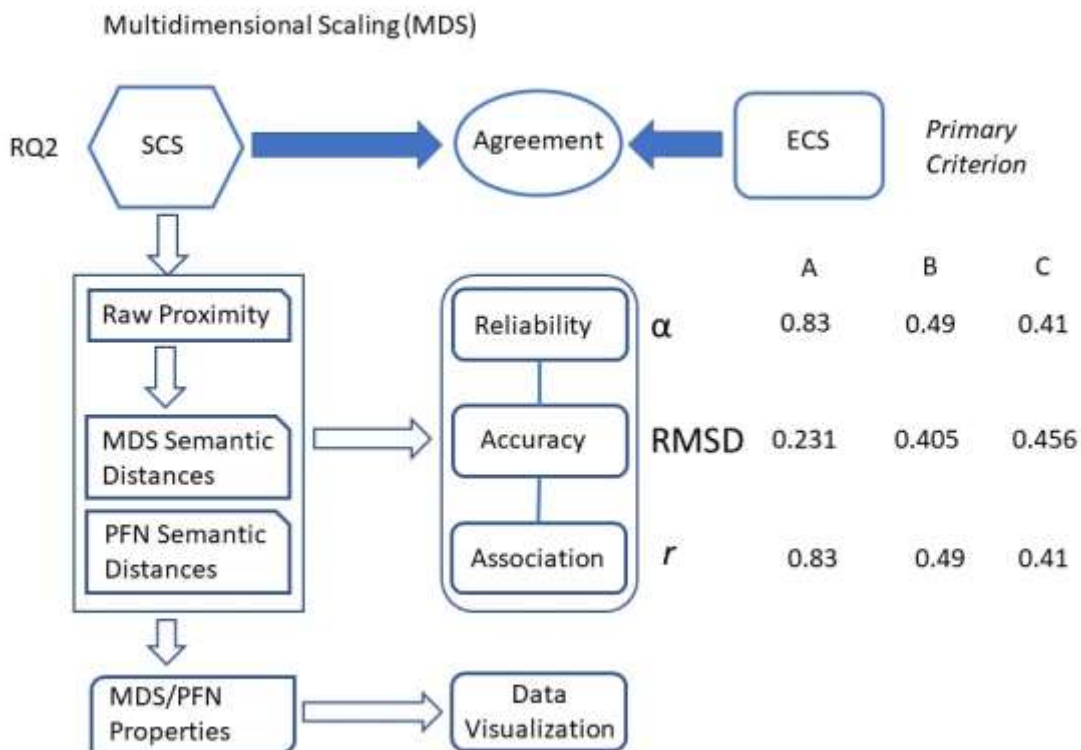 Multidimensional Scaling (MDS)
RQ2
SCS
Agreement
ECS
Primary
Criterion
A B C
Raw Proximity
Reliability α 0.83 0.49 0.41
MDS Semantic
Distances
Accuracy RMSD 0.231 0.405 0.456
PFN Semantic
Distances
Association r 0.83 0.49 0.41
MDS/PFN
Properties
Data
Visualization